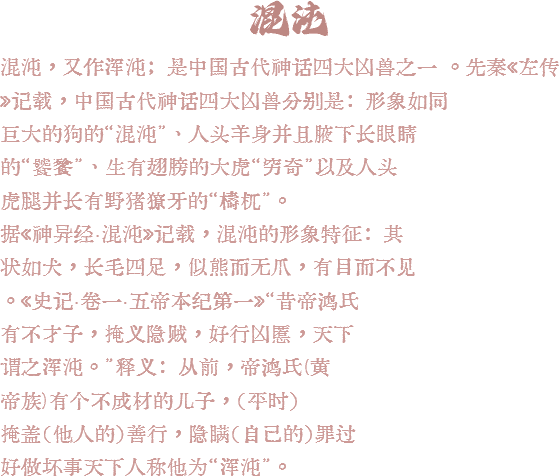 混沌
混沌，又作浑沌；是中国古代神话四大凶兽之一 。先秦《左传
》记载，中国古代神话四大凶兽分别是：形象如同
巨大的狗的“混沌”、人头羊身并且腋下长眼睛
的“饕餮”、生有翅膀的大虎“穷奇”以及人头
虎腿并长有野猪獠牙的“梼杌”。
据《神异经·混沌》记载，混沌的形象特征：其
状如犬，长毛四足，似熊而无爪，有目而不见
。《史记·卷一·五帝本纪第一》“昔帝鸿氏
有不才子，掩义隐贼，好行凶慝，天下
谓之浑沌。”释义：从前，帝鸿氏(黄
帝族)有个不成材的儿子，(平时)
掩盖(他人的)善行，隐瞒(自己的)罪过
好做坏事天下人称他为“浑沌”。